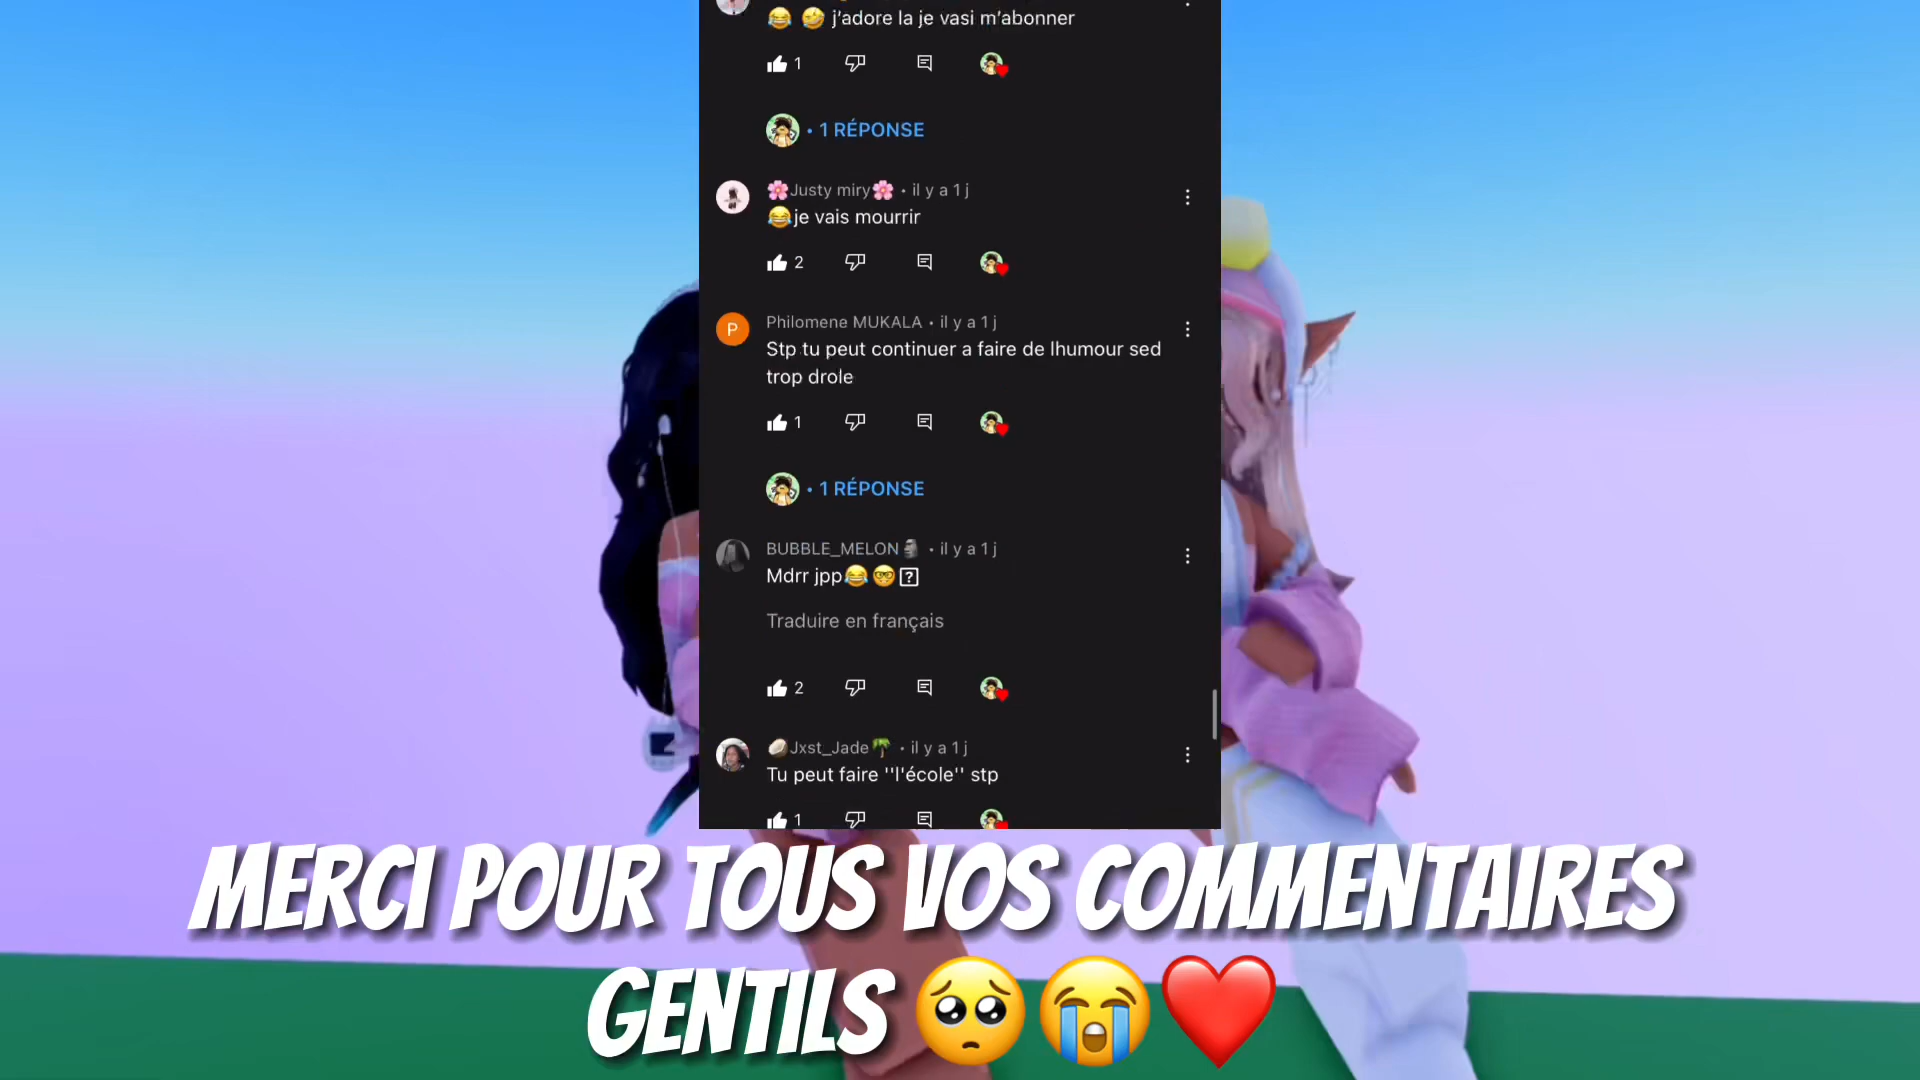 😂 🤣 j'adore la je vasi m'abonner
1
• 1 RÉPONSE
🌸Justy miry🌸 • il y a 1 j
😂je vais mourrir
2
P
Philomene MUKALA • il y a 1 j
Stp tu peut continuer a faire de lhumour sed
trop drole
1
• 1 RÉPONSE
BUBBLE_MELON🗿 • il y a 1 j
Mdrr jpp😂🤓?
Traduire en français
2
🥥Jxst_Jade🌴 • il y a 1 j
Tu peut faire ''l'école'' stp
1
MERCI POUR TOUS VOS COMMENTAIRES
GENTILS 🥺😭❤️